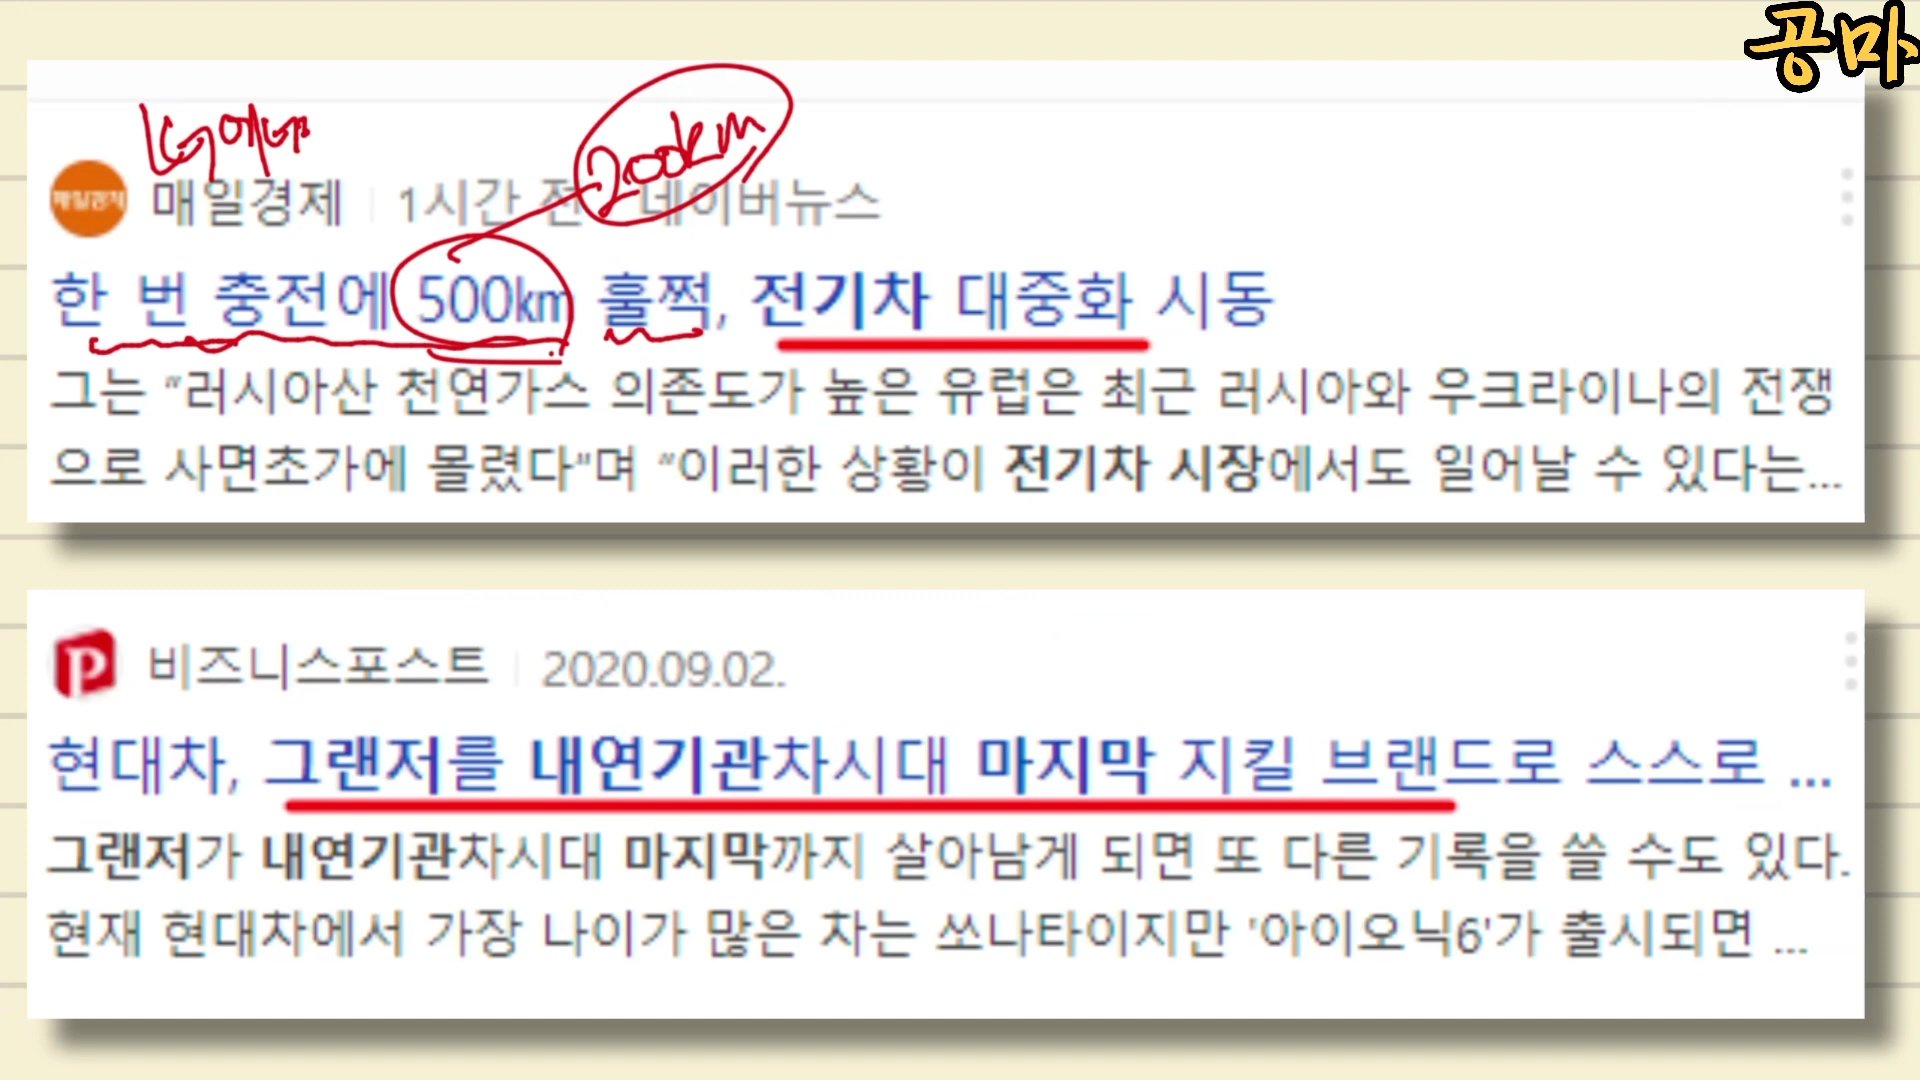 공마
200km
매일경제 1시간 전 네이버뉴스
한 번 충전에 500km 훌쩍, 전기차 대중화 시동
그는 “러시아산 천연가스 의존도가 높은 유럽은 최근 러시아와 우크라이나의 전쟁
으로 사면초가에 몰렸다”며 “이러한 상황이 전기차 시장에서도 일어날 수 있다는...
비즈니스포스트 2020.09.02.
현대차, 그랜저를 내연기관차시대 마지막 지킬 브랜드로 스스로 ...
그랜저가 내연기관차시대 마지막까지 살아남게 되면 또 다른 기록을 쓸 수도 있다.
현재 현대차에서 가장 나이가 많은 차는 쏘나타이지만 '아이오닉6'가 출시되면 ...